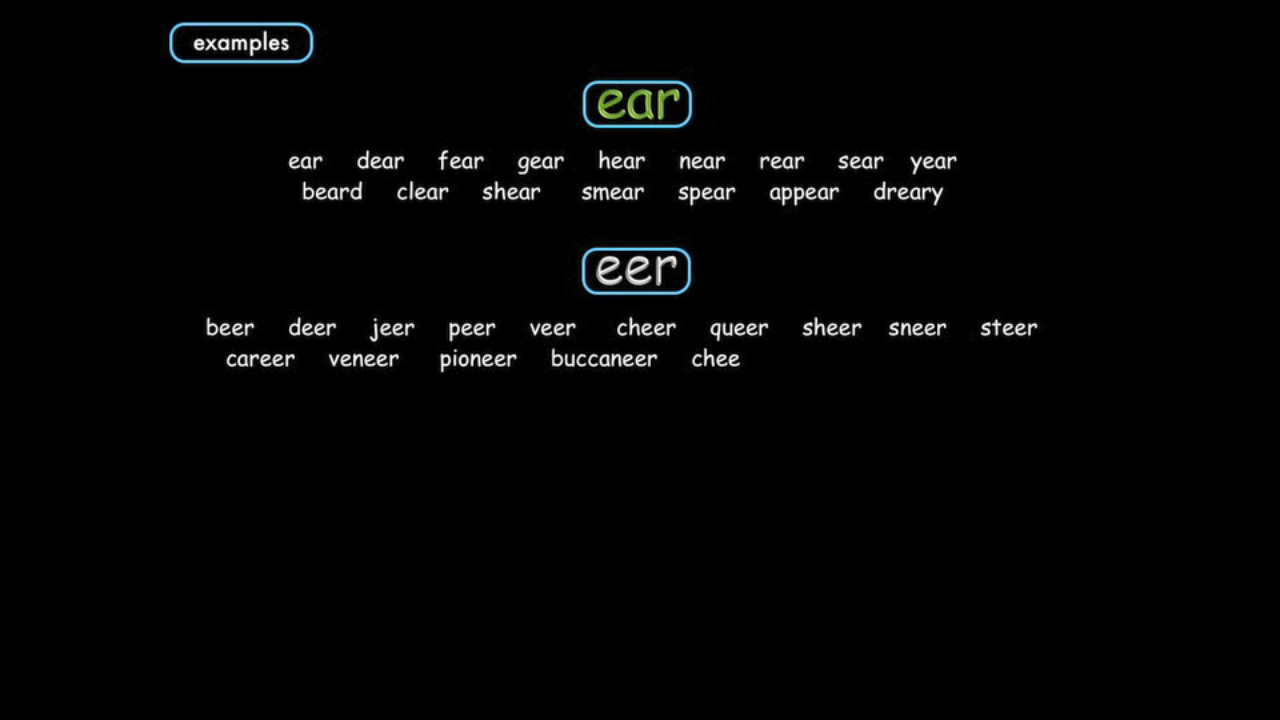 examples
ear
ear dear fear gear hear near rear sear year
beard clear shear smear spear appear dreary
eer
beer deer jeer peer veer cheer queer sheer sneer steer
career veneer pioneer buccaneer chee